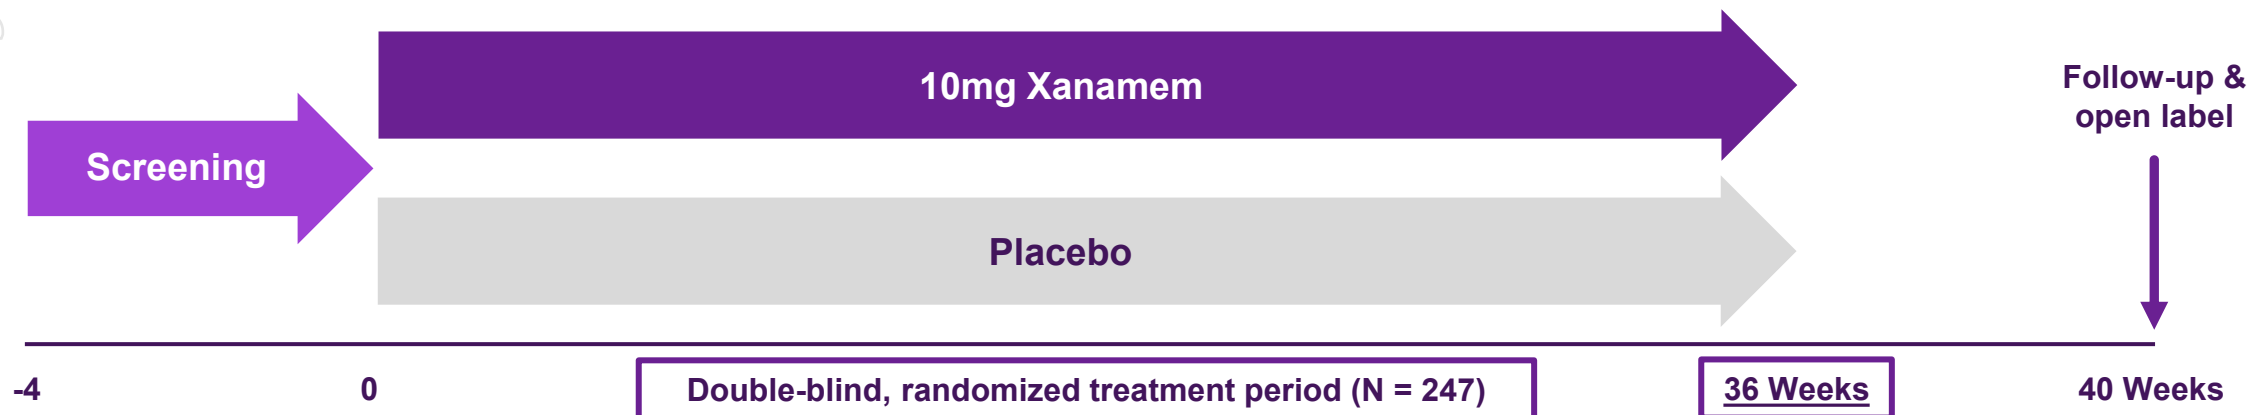 10mg Xanamem
Follow-up &
open label
Screening
Placebo
-4
0
Double-blind, randomized treatment period (N = 247)
36 Weeks
40 Weeks